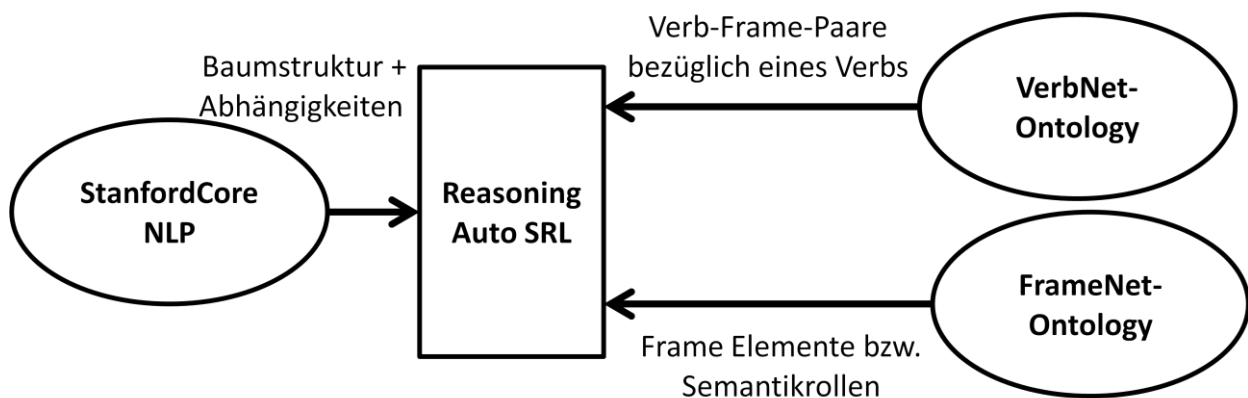 Baumstruktur +
Abhängigkeiten
StanfordCore
NLP
Reasoning
Auto SRL
Verb-Frame-Paare
bezüglich eines Verbs
VerbNet-
Ontology
FrameNet-
Ontology
Frame Elemente bzw.
Semantikrollen